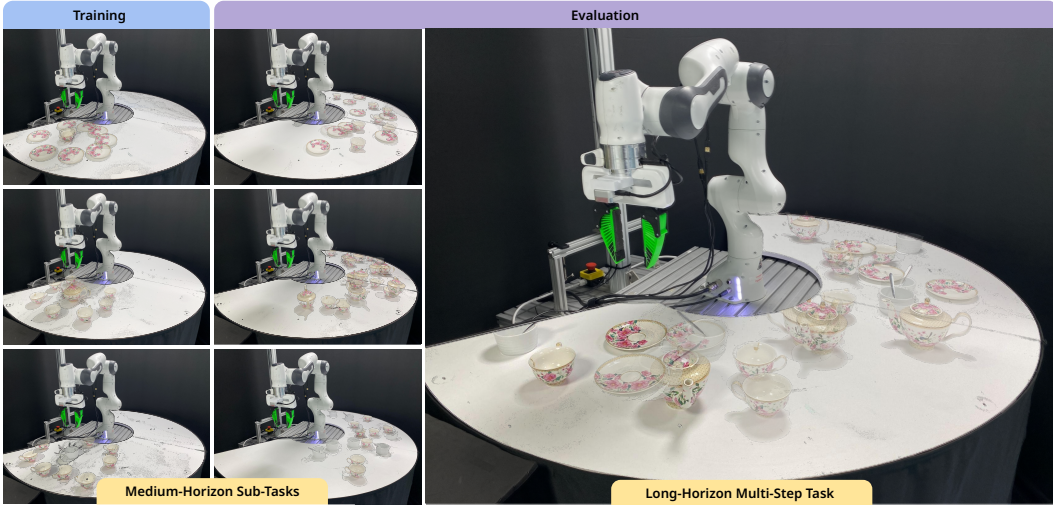 Training
Evaluation
Medium-Horizon Sub-Tasks
Long-Horizon Multi-Step Task